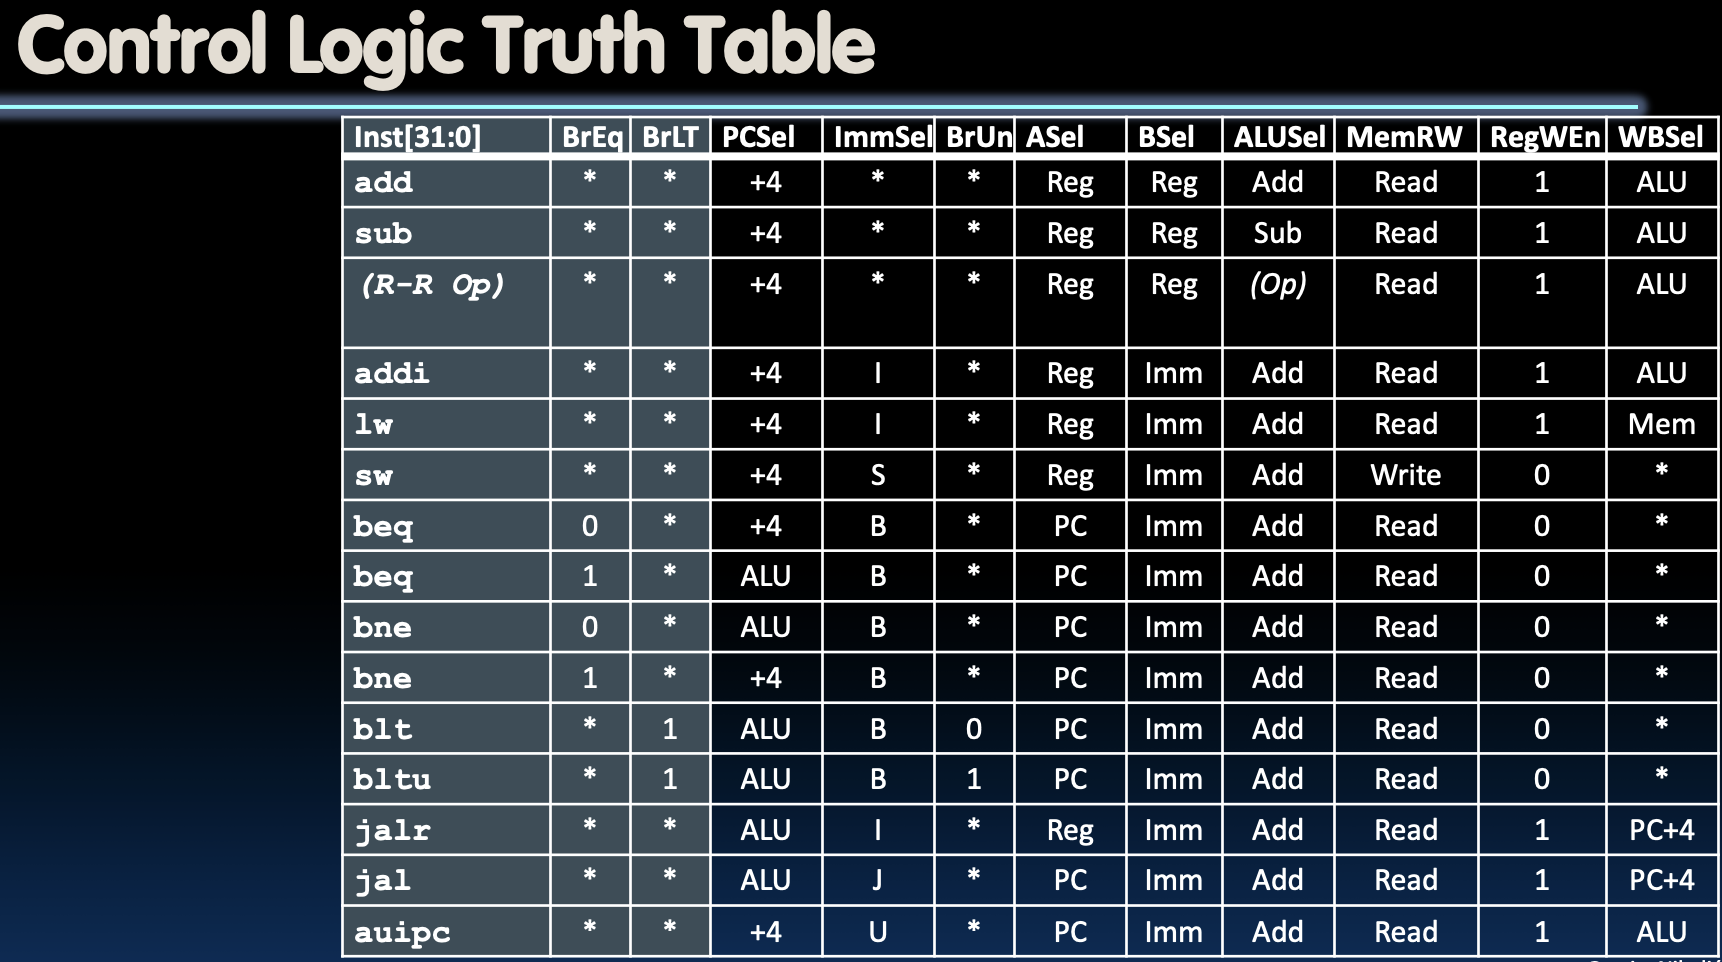 Control Logic Truth Table
Inst[31:0] BrEq BrLT PCSel ImmSel BrUn ASel BSel ALUSel MemRW RegWEn WBSel
add * * +4 * * Reg Reg Add Read 1 ALU
sub * * +4 * * Reg Reg Sub Read 1 ALU
(R-R Op) * * +4 * * Reg Reg (Op) Read 1 ALU
addi * * +4 I * Reg Imm Add Read 1 ALU
lw * * +4 I * Reg Imm Add Read 1 Mem
sw * * +4 S * Reg Imm Add Write 0 *
beq 0 * +4 B * PC Imm Add Read 0 *
beq 1 * ALU B * PC Imm Add Read 0 *
bne 0 * ALU B * PC Imm Add Read 0 *
bne 1 * +4 B * PC Imm Add Read 0 *
blt * 1 ALU B 0 PC Imm Add Read 0 *
bltu * 1 ALU B 1 PC Imm Add Read 0 *
jalr * * ALU I * Reg Imm Add Read 1 PC+4
jal * * ALU J * PC Imm Add Read 1 PC+4
auipc * * +4 U * PC Imm Add Read 1 ALU